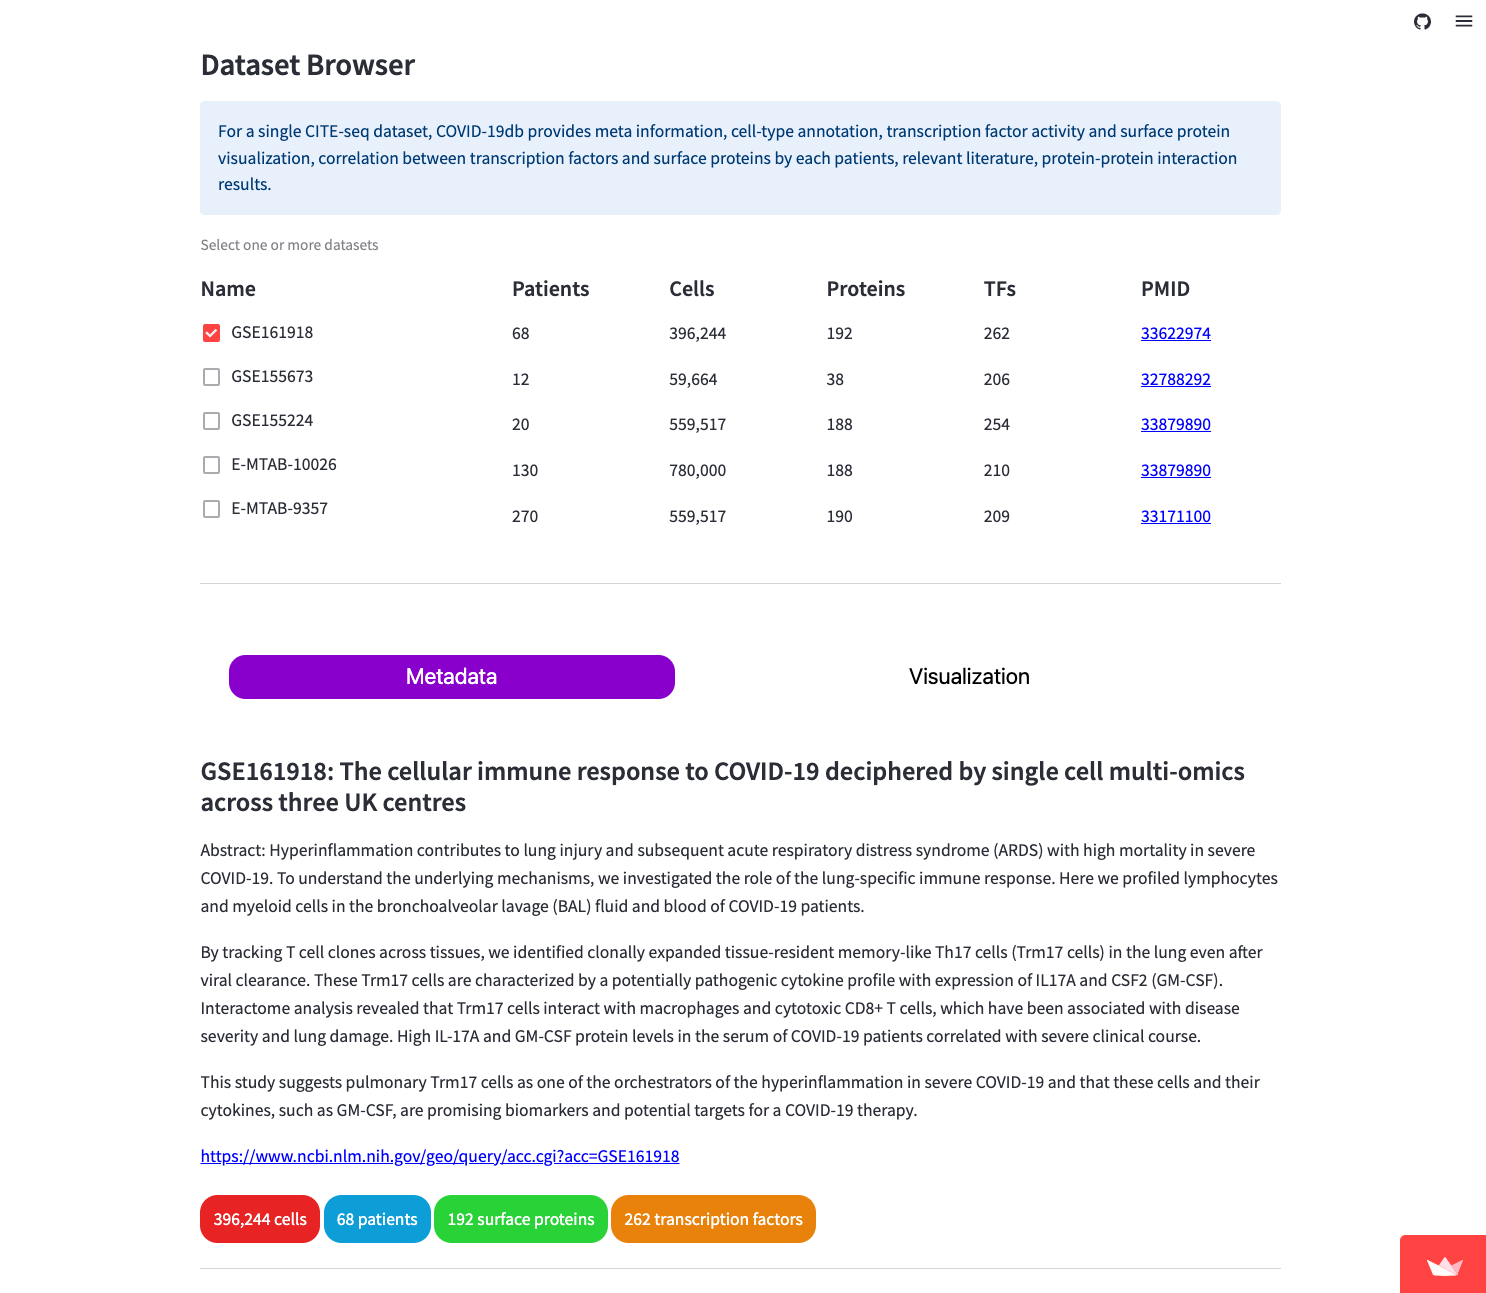 Dataset Browser
For a single CITE-seq dataset, COVID-19db provides meta information, cell-type annotation, transcription factor activity and surface protein
visualization, correlation between transcription factors and surface proteins by each patients, relevant literature, protein-protein interaction
results.
Select one or more datasets
Name Patients Cells Proteins TFs PMID
GSE161918 68 396,244 192 262 33622974
GSE155673 12 59,664 38 206 32788292
GSE155224 20 559,517 188 254 33879890
E-MTAB-10026 130 780,000 188 210 33879890
E-MTAB-9357 270 559,517 190 209 33171100
Metadata Visualization
GSE161918: The cellular immune response to COVID-19 deciphered by single cell multi-omics
across three UK centres
Abstract: Hyperinflammation contributes to lung injury and subsequent acute respiratory distress syndrome (ARDS) with high mortality in severe
COVID-19. To understand the underlying mechanisms, we investigated the role of the lung-specific immune response. Here we profiled lymphocytes
and myeloid cells in the bronchoalveolar lavage (BAL) fluid and blood of COVID-19 patients.
By tracking T cell clones across tissues, we identified clonally expanded tissue-resident memory-like Th17 cells (Trm17 cells) in the lung even after
viral clearance. These Trm17 cells are characterized by a potentially pathogenic cytokine profile with expression of IL17A and CSF2 (GM-CSF).
Interactome analysis revealed that Trm17 cells interact with macrophages and cytotoxic CD8+ T cells, which have been associated with disease
severity and lung damage. High IL-17A and GM-CSF protein levels in the serum of COVID-19 patients correlated with severe clinical course.
This study suggests pulmonary Trm17 cells as one of the orchestrators of the hyperinflammation in severe COVID-19 and that these cells and their
cytokines, such as GM-CSF, are promising biomarkers and potential targets for a COVID-19 therapy.
https://www.ncbi.nlm.nih.gov/geo/query/acc.cgi?acc=GSE161918
396,244 cells 68 patients 192 surface proteins 262 transcription factors